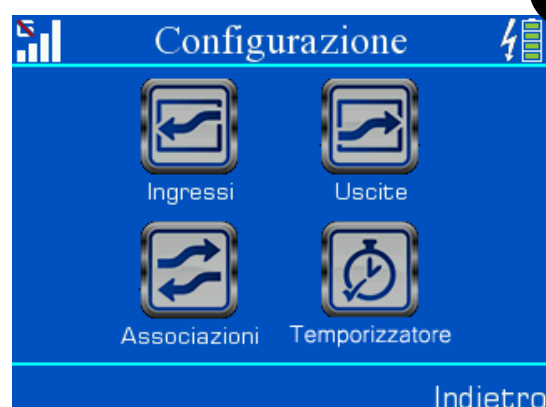 Configurazione
Ingressi
Uscite
Associazioni
Temporizzatore
Indietro